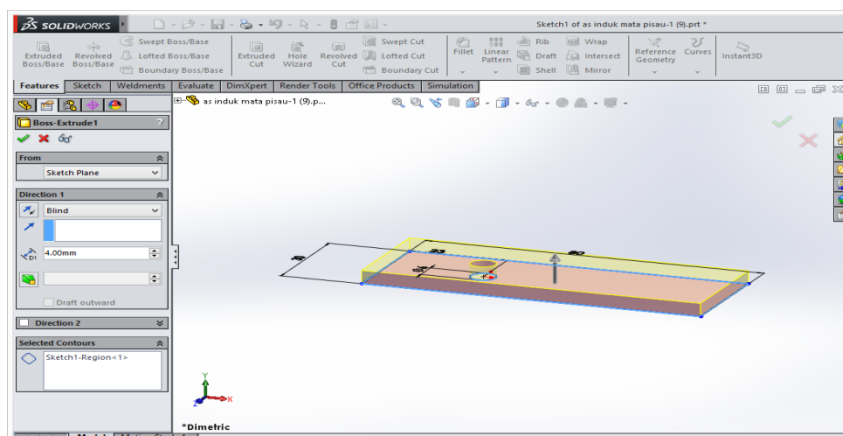 SOLIDWORKS
Sketch1 of as induk mata pisau-1 (9).prt *
Extruded Boss/Base
Revolved Boss/Base
Swept Boss/Base
Lofted Boss/Base
Boundary Boss/Base
Extruded Cut
Hole Wizard
Revolved Cut
Swept Cut
Lofted Cut
Boundary Cut
Fillet
Linear Pattern
Rib
Draft
Shell
Wrap
Intersect
Mirror
Reference Geometry
Curves
Instant3D
Features Sketch Weldments Evaluate DimXpert Render Tools Office Products Simulation
as induk mata pisau-1 (9).p...
Boss-Extrude1 ?
From
Sketch Plane
Direction 1
Blind
D1 4.00mm
Draft outward
Direction 2
Selected Contours
Sketch1-Region<1>
Y
X
Z
*Dimetric